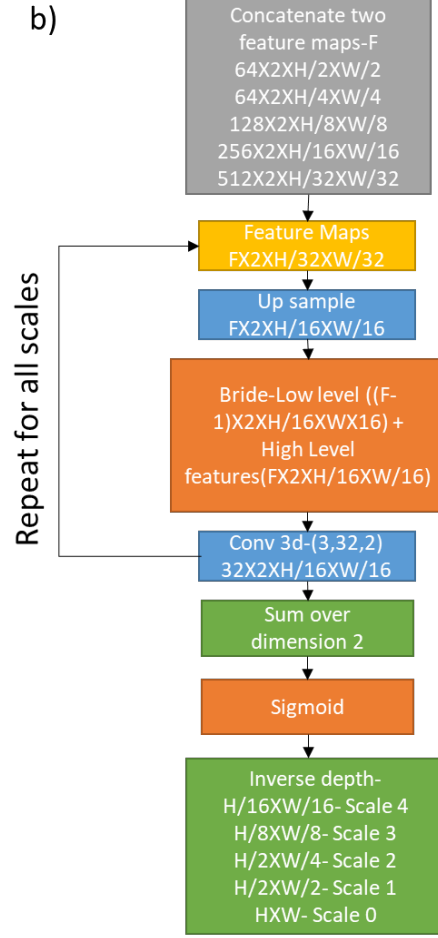 b)
Concatenate two
feature maps-F
64X2XH/2XW/2
64X2XH/4XW/4
128X2XH/8XW/8
256X2XH/16XW/16
512X2XH/32XW/32
Feature Maps
FX2XH/32XW/32
Up sample
FX2XH/16XW/16
Bride-Low level ((F-
1)X2XH/16XWX16) +
High Level
features(FX2XH/16XW/16)
Conv 3d-(3,32,2)
32X2XH/16XW/16
Repeat for all scales
Sum over
dimension 2
Sigmoid
Inverse depth-
H/16XW/16- Scale 4
H/8XW/8- Scale 3
H/2XW/4- Scale 2
H/2XW/2- Scale 1
HXW- Scale 0